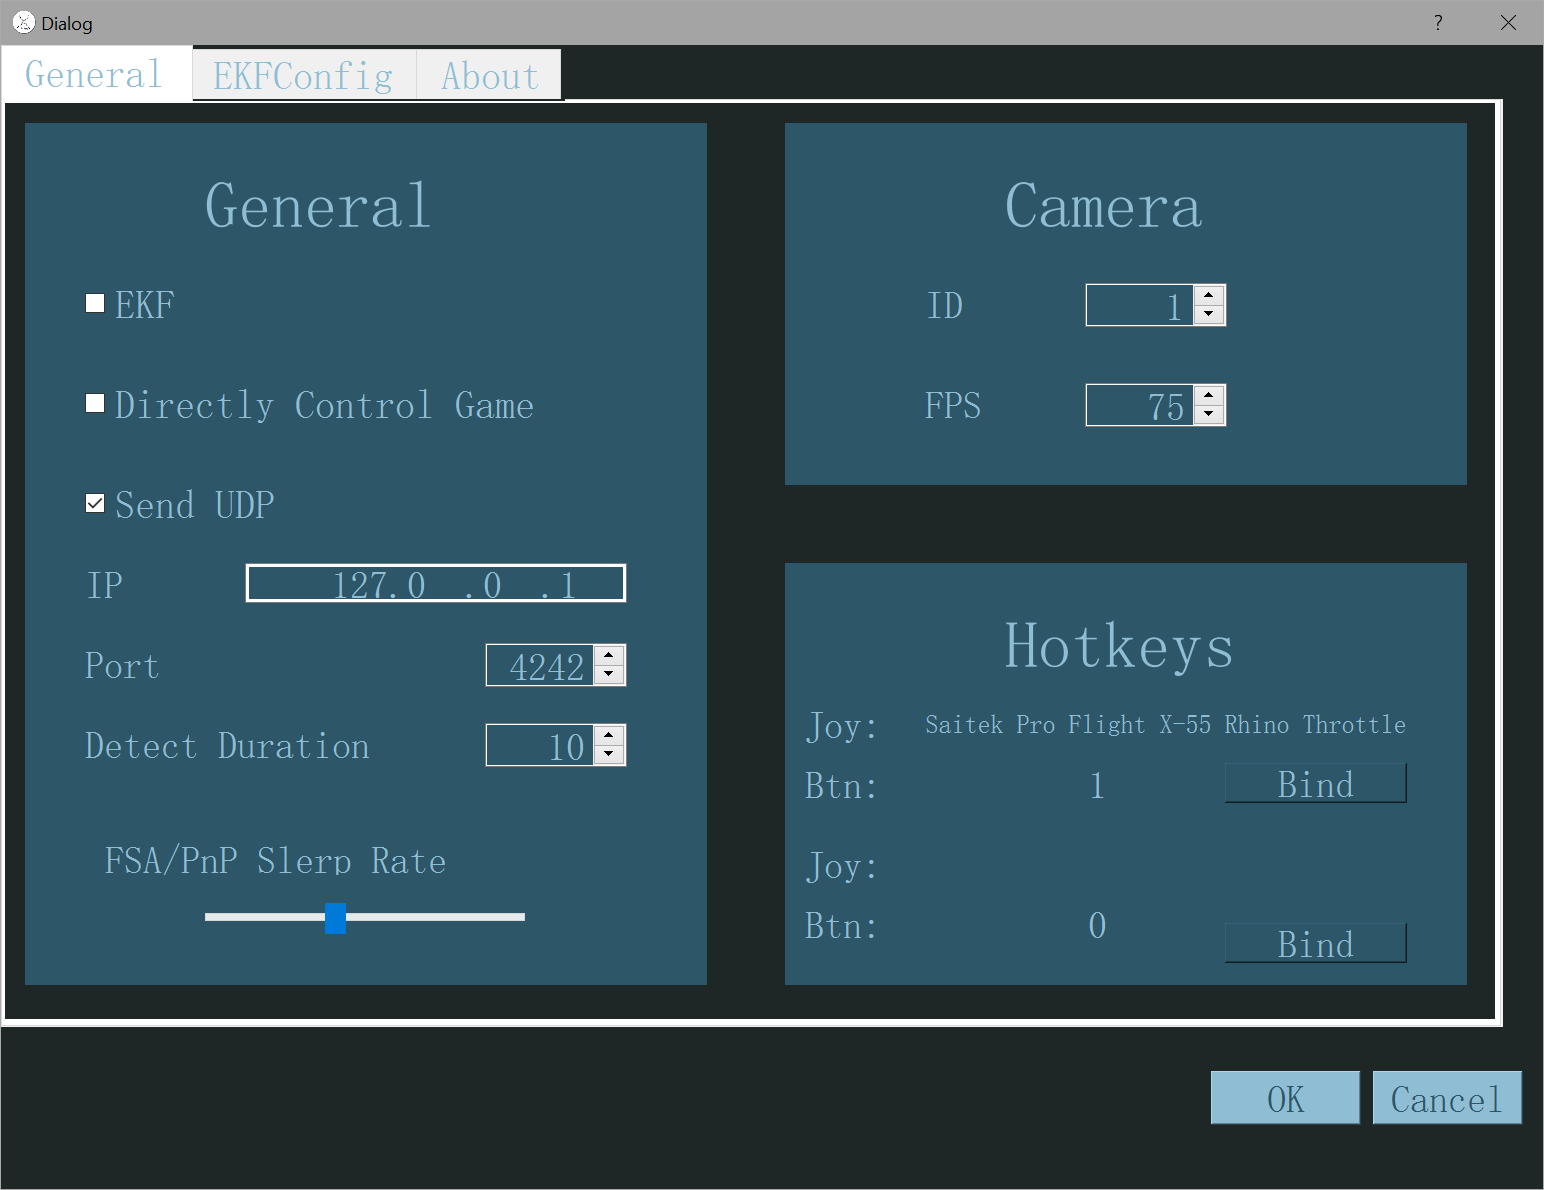 Dialog
?
General EKFConfig About
General
EKF
Directly Control Game
Send UDP
IP 127.0 .0 .1
Port 4242
Detect Duration 10
FSA/PnP Slerp Rate
Camera
ID 1
FPS 75
Hotkeys
Joy: Saitek Pro Flight X-55 Rhino Throttle
Btn: 1 Bind
Joy:
Btn: 0 Bind
OK Cancel